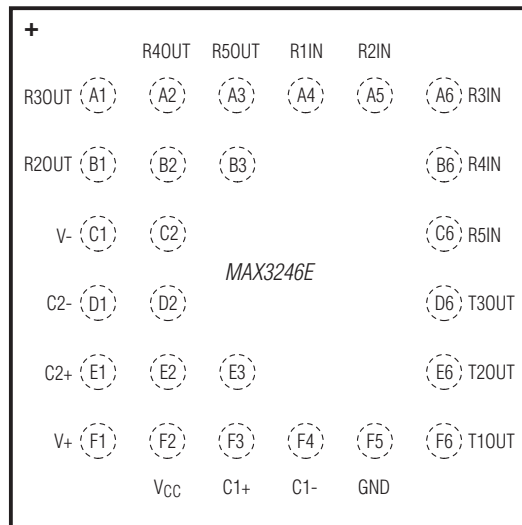 +
R4OUT R5OUT R1IN R2IN
R3OUT A1 A2 A3 A4 A5 A6 R3IN
R2OUT B1 B2 B3 B6 R4IN
V- C1 C2 C6 R5IN
MAX3246E
C2- D1 D2 D6 T3OUT
C2+ E1 E2 E3 E6 T2OUT
V+ F1 F2 F3 F4 F5 F6 T1OUT
VCC C1+ C1- GND